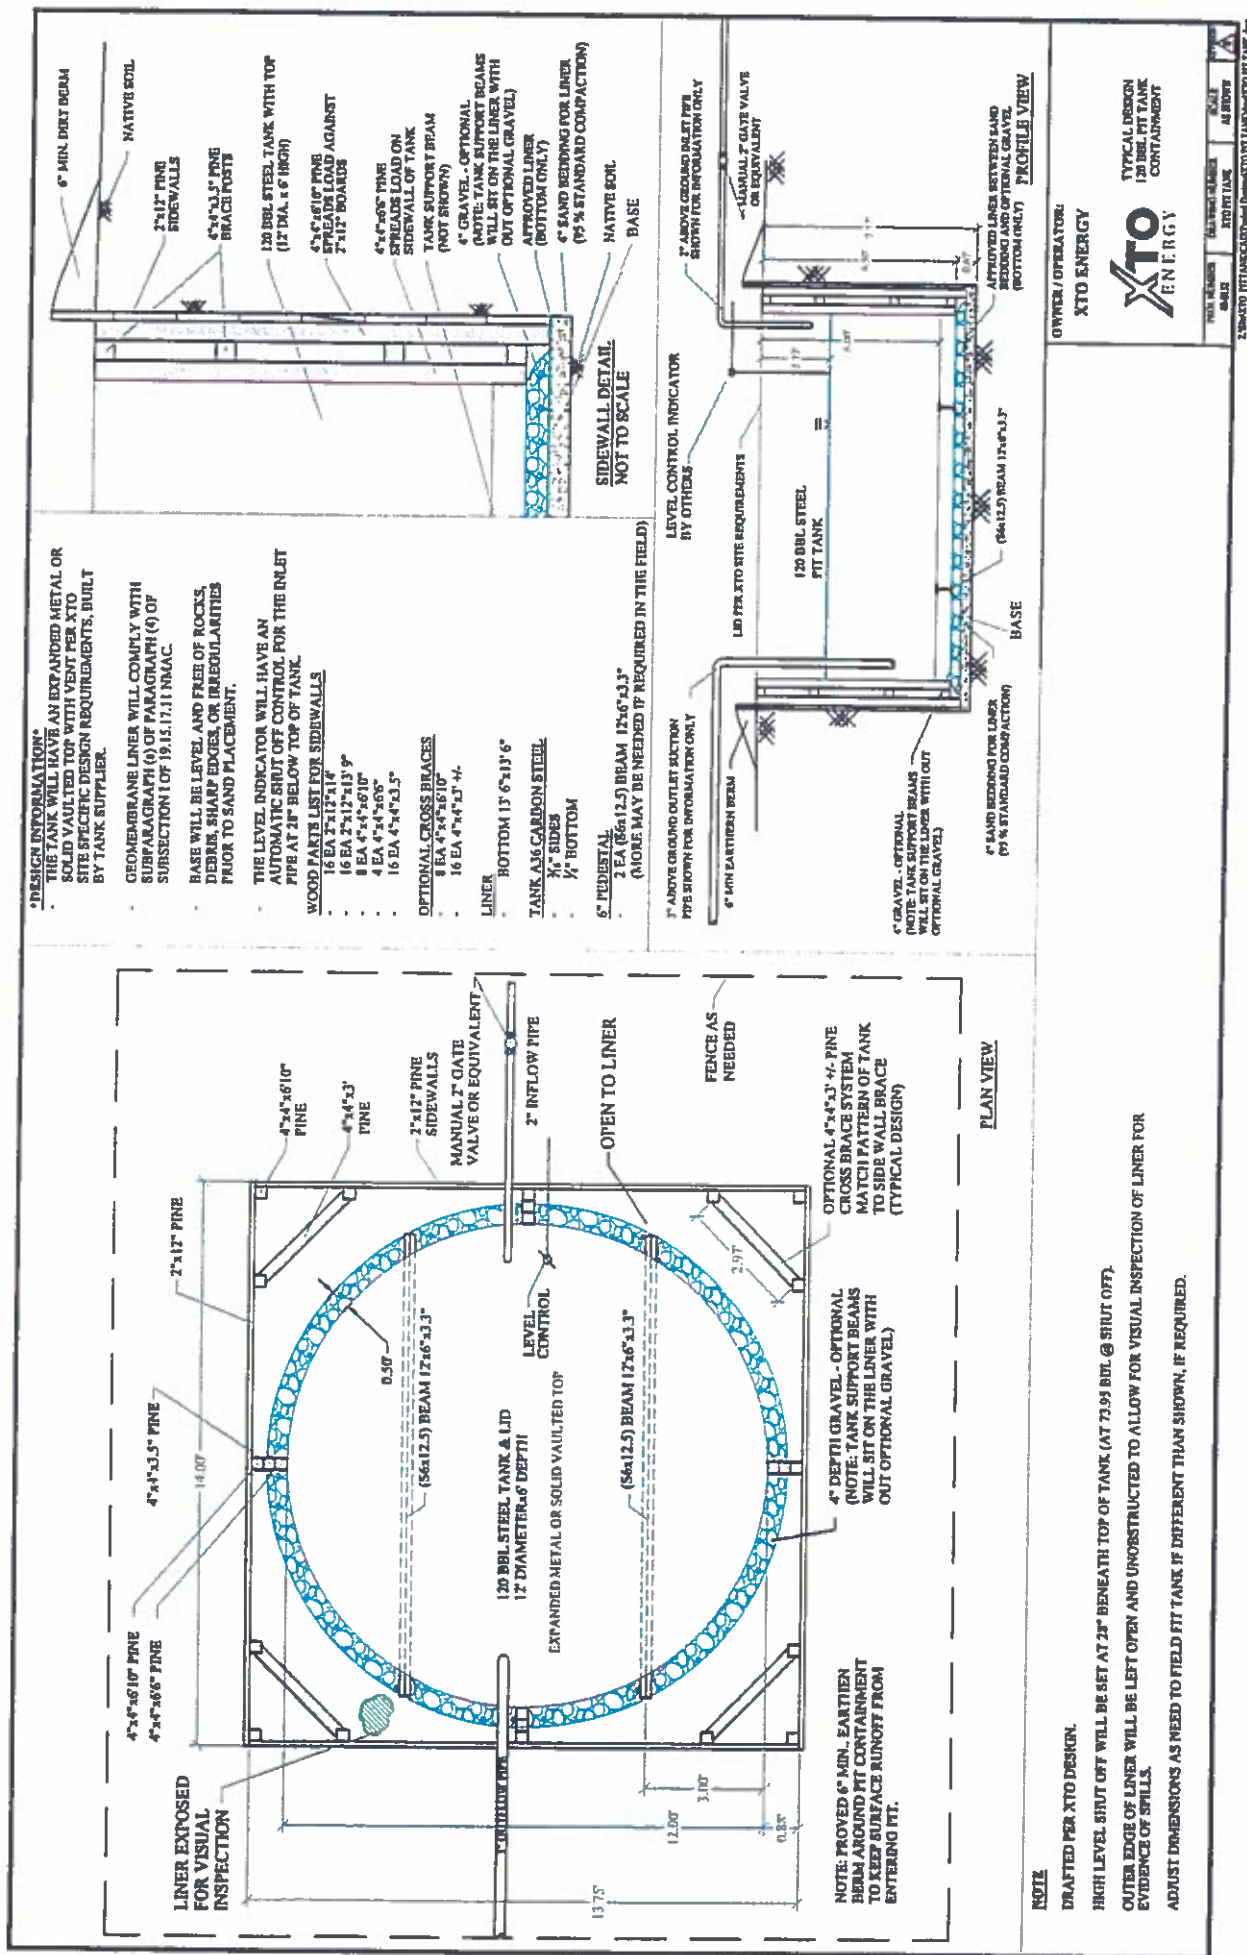 *DESIGN INFORMATION*
- THE TANK WILL HAVE AN EXPANDED METAL OR
SOLID VAULTED TOP WITH VENT PER XTO
SITE SPECIFIC DESIGN REQUIREMENTS, BUILT
BY TANK SUPPLIER.
- GEOMEMBRANE LINER WILL COMPLY WITH
SUBPARAGRAPH (a) OF PARAGRAPH (4) OF
SUBSECTION I OF 19.15.17.11 NMAC.
- BASE WILL BE LEVEL AND FREE OF ROCKS,
DEBRIS, SHARP EDGES, OR IRREGULARITIES
PRIOR TO SAND PLACEMENT.
- THE LEVEL INDICATOR WILL HAVE AN
AUTOMATIC SHUT OFF CONTROL FOR THE INLET
PIPE AT 28" BELOW TOP OF TANK.
WOOD PARTS LIST FOR SIDEWALLS
- 16 EA 2"x12"x14'
- 16 EA 2"x12"x13'9"
- 8 EA 4"x4"x6'10"
- 4 EA 4"x4"x6'6"
- 16 EA 4"x4"x3.5"
OPTIONAL CROSS BRACES
- 8 EA 4"x4"x6'10"
- 16 EA 4"x4"x3' +/-
LINER
- BOTTOM 13' 6"x13' 6"
TANK A36 CARBON STEEL
- SIDES
- ¼" BOTTOM
6" PEDESTAL
- 2 EA (S6x12.5) BEAM 12'x6"x3.3"
(MORE MAY BE NEEDED IF REQUIRED IN THE FIELD)
6" MIN. DIRT BERM
NATIVE SOIL
2"x12" PINE
SIDEWALLS
4"x4"x3.5" PINE
BRACE POSTS
120 BBL STEEL TANK WITH TOP
(12' DIA. x 6' HIGH)
4"x4"x6'10" PINE
SPREADS LOAD AGAINST
2"x12" BOARDS
4"x4"x6'6" PINE
SPREADS LOAD ON
SIDEWALL OF TANK
TANK SUPPORT BEAM
(NOT SHOWN)
4" GRAVEL - OPTIONAL
(NOTE: TANK SUPPORT BEAMS
WILL SIT ON THE LINER WITH
OUT OPTIONAL GRAVEL)
APPROVED LINER
(BOTTOM ONLY)
4" SAND BEDDING FOR LINER
(95 % STANDARD COMPACTION)
NATIVE SOIL
BASE
SIDEWALL DETAIL
NOT TO SCALE
4"x4"x6'10" PINE
4"x4"x6'6" PINE
4"x4"x3.5" PINE
2"x12" PINE
4"x4"x6'10"
PINE
4"x4"x3'
PINE
2"x12" PINE
SIDEWALLS
MANUAL 2" GATE
VALVE OR EQUIVALENT
2" INFLOW PIPE
OPEN TO LINER
FENCE AS
NEEDED
14.00'
0.50'
(S6x12.5) BEAM 12'x6"x3.3"
LEVEL
CONTROL
120 BBL STEEL TANK & LID
12' DIAMETER x6' DEPTH
EXPANDED METAL OR SOLID VAULTED TOP
(S6x12.5) BEAM 12'x6"x3.3"
2.97'
OPTIONAL 4"x4"x3' +/- PINE
CROSS BRACE SYSTEM
MATCH PATTERN OF TANK
TO SIDE WALL BRACE
(TYPICAL DESIGN)
4" DEPTH GRAVEL - OPTIONAL
(NOTE: TANK SUPPORT BEAMS
WILL SIT ON THE LINER WITH
OUT OPTIONAL GRAVEL)
LINER EXPOSED
FOR VISUAL
INSPECTION
OUTFLOW PIPE
13.75'
12.00'
3.00'
0.88'
NOTE: PROVED 6" MIN., EARTHEN
BERM AROUND PIT CONTAINMENT
TO KEEP SURFACE RUNOFF FROM
ENTERING PIT.
PLAN VIEW
LEVEL CONTROL INDICATOR
BY OTHERS
2" ABOVE GROUND INLET PIPE
SHOWN FOR INFORMATION ONLY
MANUAL 2" GATE VALVE
OR EQUIVALENT
LID PER XTO SITE REQUIREMENTS
120 BBL STEEL
PIT TANK
3" ABOVE GROUND OUTLET SUCTION
PIPE SHOWN FOR INFORMATION ONLY
6" MIN EARTHERN BERM
6.00'
4" GRAVEL - OPTIONAL
(NOTE: TANK SUPPORT BEAMS
WILL SIT ON THE LINER WITH OUT
OPTIONAL GRAVEL)
4" SAND BEDDING FOR LINER
(95 % STANDARD COMPACTION)
BASE
(S6x12.5) BEAM 12'x6"x3.3"
APPROVED LINER BETWEEN SAND
BEDDING AND OPTIONAL GRAVEL
(BOTTOM ONLY)
PROFILE VIEW
NOTE
DRAFTED PER XTO DESIGN.
HIGH LEVEL SHUT OFF WILL BE SET AT 28" BENEATH TOP OF TANK (AT 73.95 BBL @ SHUT OFF).
OUTER EDGE OF LINER WILL BE LEFT OPEN AND UNOBSTRUCTED TO ALLOW FOR VISUAL INSPECTION OF LINER FOR
EVIDENCE OF SPILLS.
ADJUST DIMENSIONS AS NEED TO FIELD FIT TANK IF DIFFERENT THAN SHOWN, IF REQUIRED.
OWNER / OPERATOR:
XTO ENERGY
XTO
ENERGY
TYPICAL DESIGN
120 BBL PIT TANK
CONTAINMENT
DRAWING NUMBER
XTO PIT TANK
SCALE
AS SHOWN